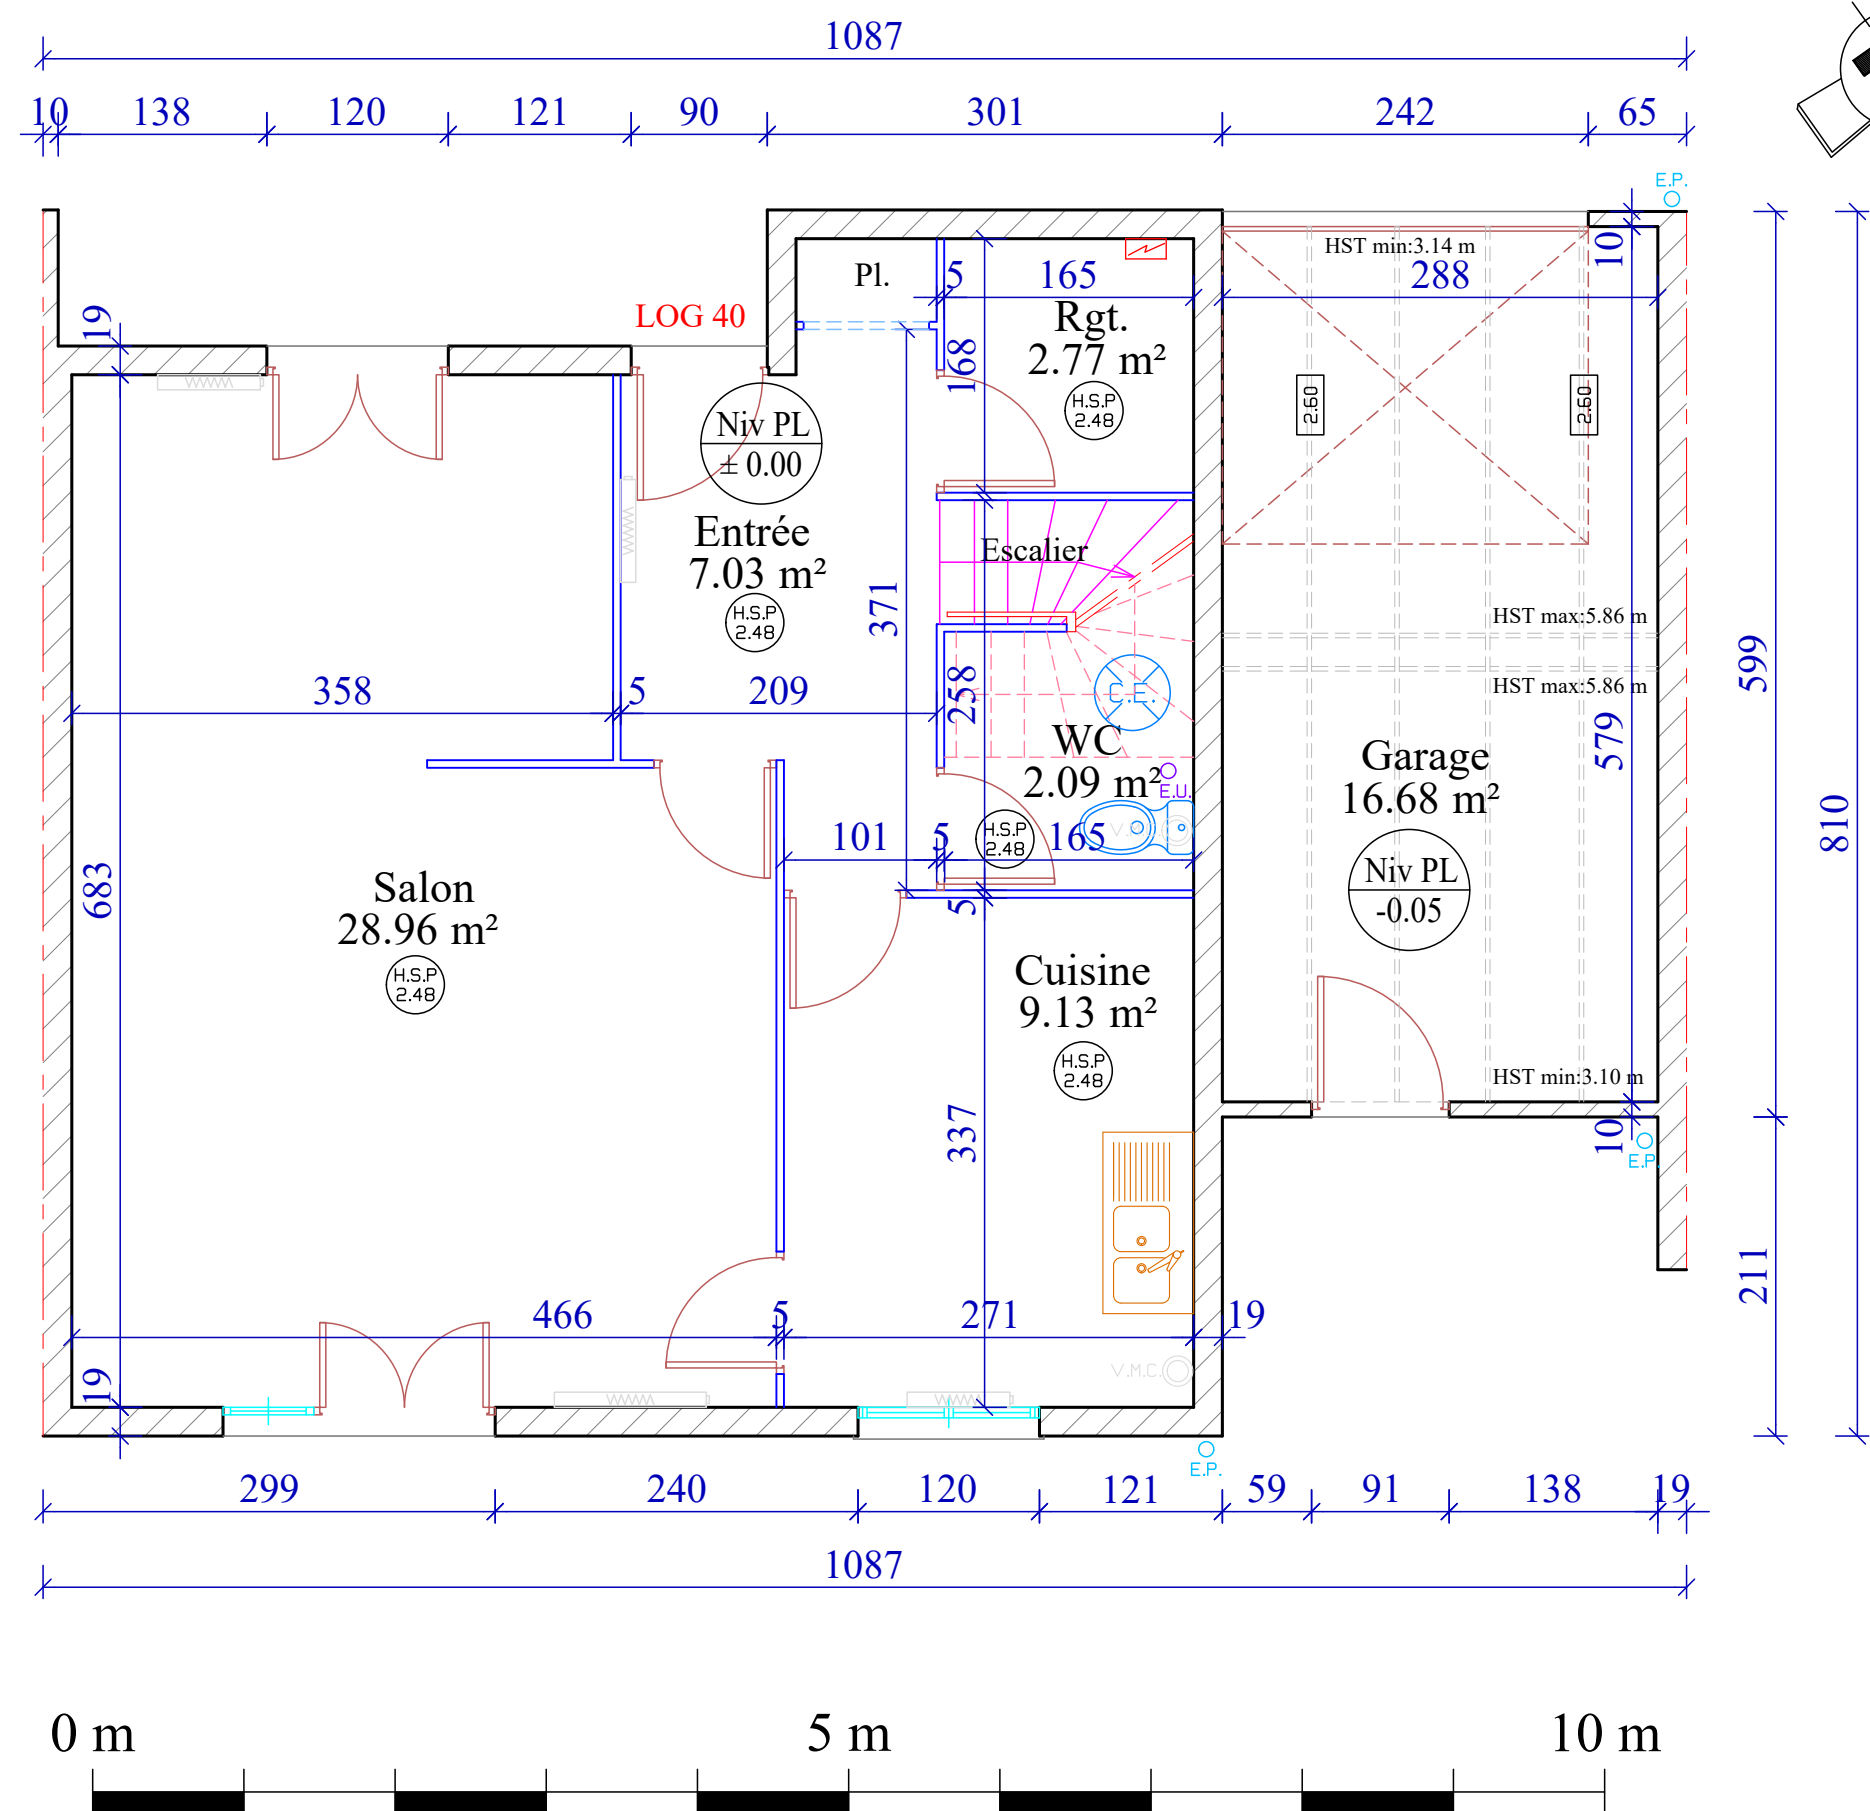 1087
10 138 120 121 90 301 242 65
E.P.
HST min:3.14 m
10
Pl.
5 165
288
19
LOG 40
Rgt.
2.77 m²
168
H.S.P
2.48
2.60
2.60
Niv PL
± 0.00
Entrée
7.03 m²
H.S.P
2.48
Escalier
371
HST max:5.86 m
HST max:5.86 m
599
358 5 209
258
C.E.
WC
2.09 m²
E.U.
579
Garage
16.68 m²
810
V.M.C.
101 5 165
H.S.P
2.48
Niv PL
-0.05
683
Salon
28.96 m²
H.S.P
2.48
5
Cuisine
9.13 m²
H.S.P
2.48
HST min:3.10 m
337
10
E.P.
211
466 5 271 19
V.M.C.
19
E.P.
299 240 120 121 59 91 138 19
1087
0 m 5 m 10 m